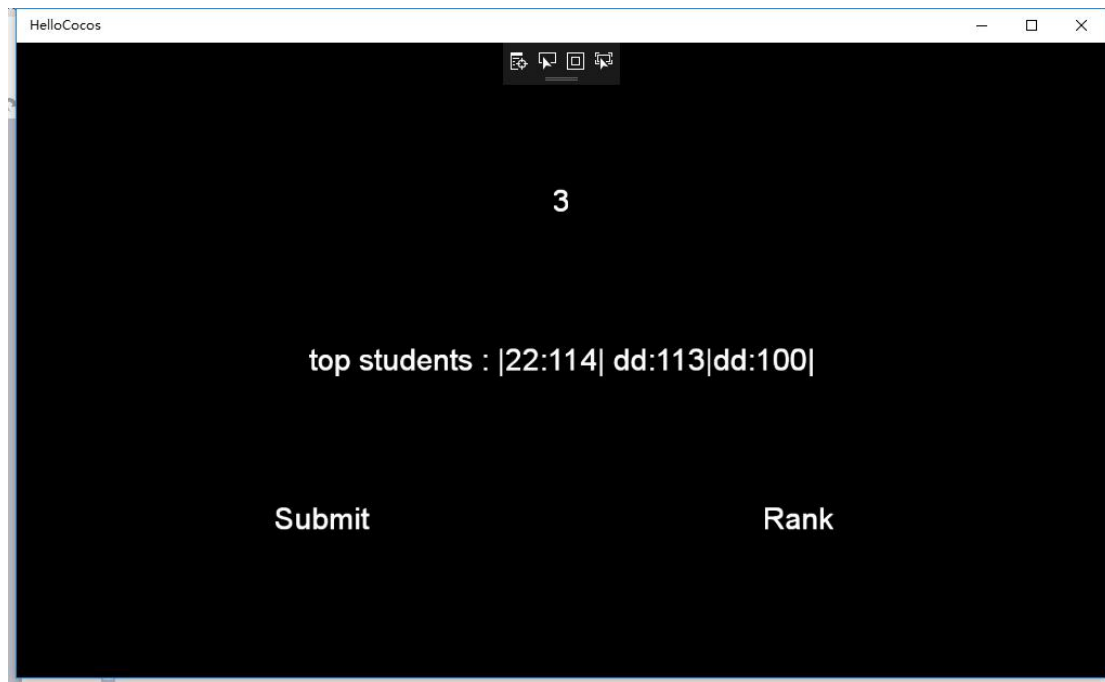 HelloCocos
3
top students : |22:114| dd:113|dd:100|
Submit
Rank